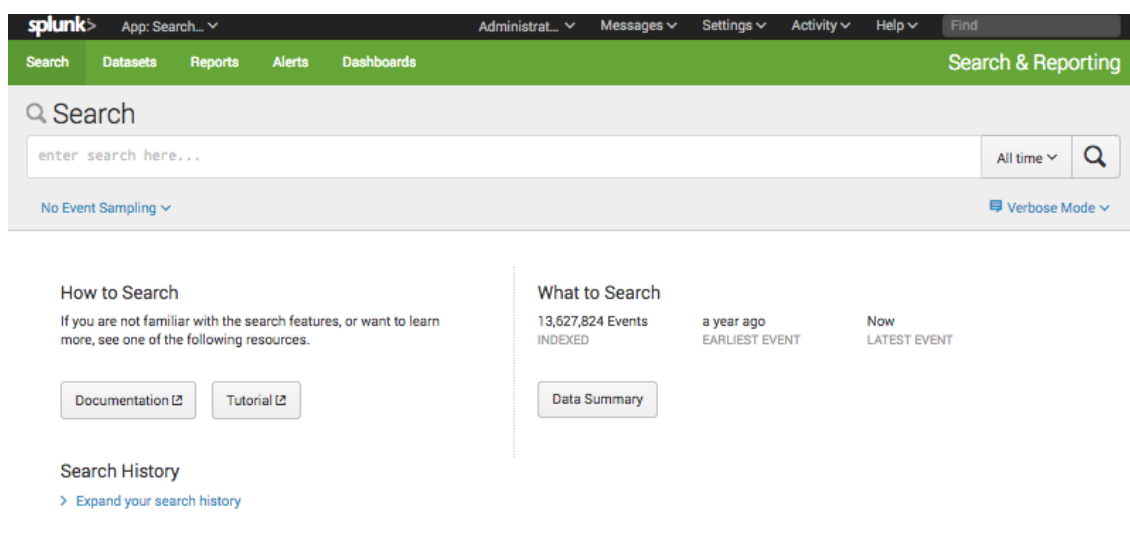 splunk> App: Search... Administrat... Messages Settings Activity Help Find
Search Datasets Reports Alerts Dashboards Search & Reporting
Search
enter search here... All time
No Event Sampling Verbose Mode
How to Search
If you are not familiar with the search features, or want to learn
more, see one of the following resources.
Documentation Tutorial
What to Search
13,627,824 Events a year ago Now
INDEXED EARLIEST EVENT LATEST EVENT
Data Summary
Search History
> Expand your search history